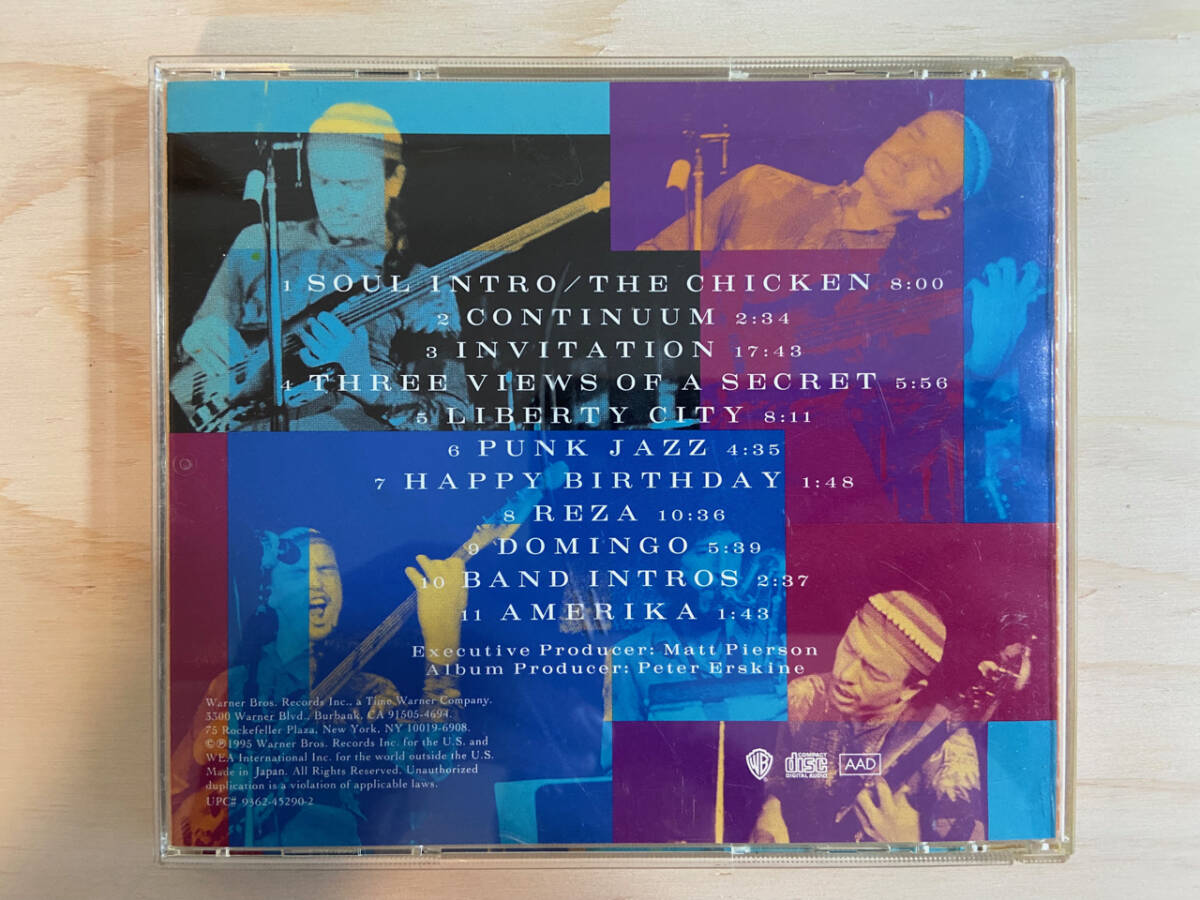 1 SOUL INTRO/THE CHICKEN 8:00
2 CONTINUUM 2:34
3 INVITATION 17:43
4 THREE VIEWS OF A SECRET 5:56
5 LIBERTY CITY 8:11
6 PUNK JAZZ 4:35
7 HAPPY BIRTHDAY 1:48
8 REZA 10:36
9 DOMINGO 5:39
10 BAND INTROS 2:37
11 AMERIKA 1:43
Executive Producer: Matt Pierson
Album Producer: Peter Erskine
Warner Bros. Records Inc., a Time Warner Company.
3300 Warner Blvd., Burbank, CA 91505-4694.
75 Rockefeller Plaza, New York, NY 10019-6908.
©℗1995 Warner Bros. Records Inc. for the U.S. and
WEA International Inc. for the world outside the U.S.
Made in Japan. All Rights Reserved. Unauthorized
duplication is a violation of applicable laws.
UPC# 9362-45290-2
WB
COMPACT
disc
DIGITAL AUDIO
AAD